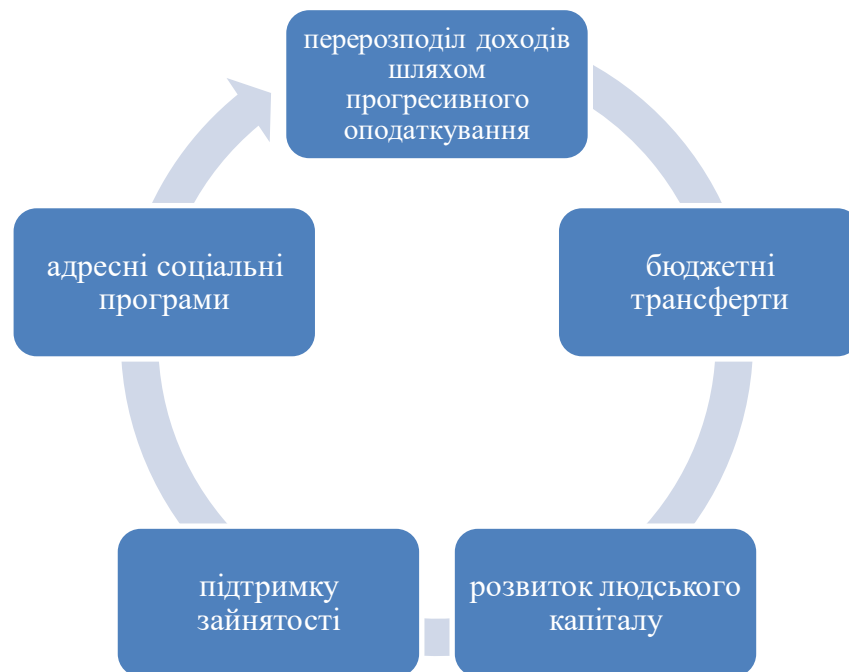 перерозподіл доходів
шляхом
прогресивного
оподаткування
бюджетні
трансферти
розвиток людського
капіталу
підтримку
зайнятості
адресні соціальні
програми